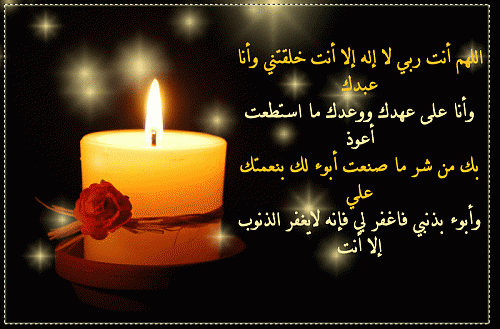 اللهم أنت ربي لا إله إلا أنت خلقتني وأنا
عبدك
وأنا على عهدك ووعدك ما استطعت
أعوذ
بك من شر ما صنعت أبوء لك بنعمتك
علي
وأبوء بذنبي فاغفر لي فإنه لايغفر الذنوب
إلا أنت